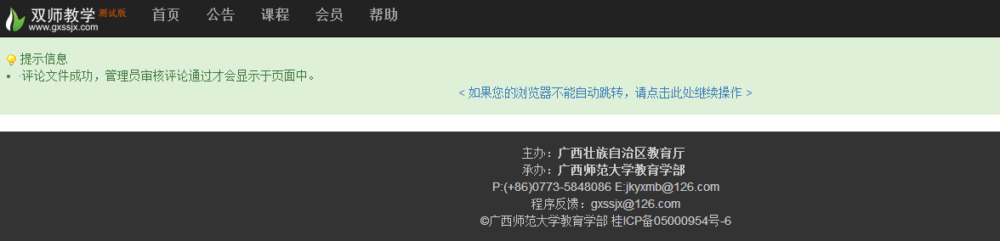 双师教学 测试版 首页 公告 课程 会员 帮助
www.gxssjx.com
提示信息
·评论文件成功，管理员审核评论通过才会显示于页面中。
< 如果您的浏览器不能自动跳转，请点击此处继续操作 >
主办：广西壮族自治区教育厅
承办：广西师范大学教育学部
P:(+86)0773-5848086 E:jkyxmb@126.com
程序反馈：gxssjx@126.com
©广西师范大学教育学部 桂ICP备05000954号-6